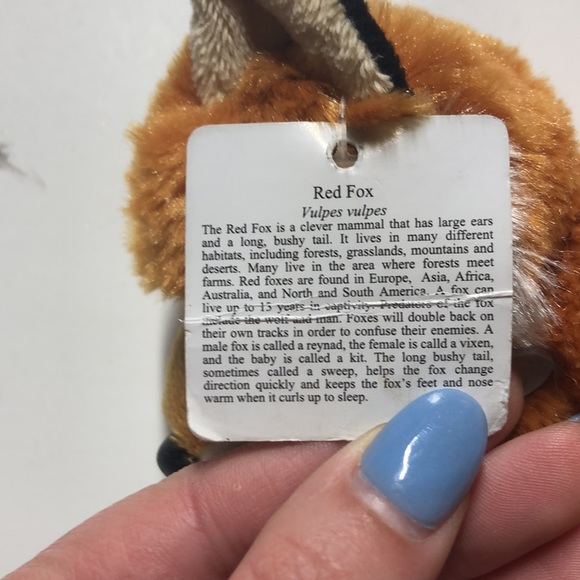 Red Fox
Vulpes vulpes
The Red Fox is a clever mammal that has large ears
and a long, bushy tail. It lives in many different
habitats, including forests, grasslands, mountains and
deserts. Many live in the area where forests meet
farms. Red foxes are found in Europe, Asia, Africa,
Australia, and North and South America. A fox can
live up to 15 years in captivity. Predators of the fox
include the wolf and man. Foxes will double back on
their own tracks in order to confuse their enemies. A
male fox is called a reynad, the female is calld a vixen,
and the baby is called a kit. The long bushy tail,
sometimes called a sweep, helps the fox change
direction quickly and keeps the fox's feet and nose
warm when it curls up to sleep.